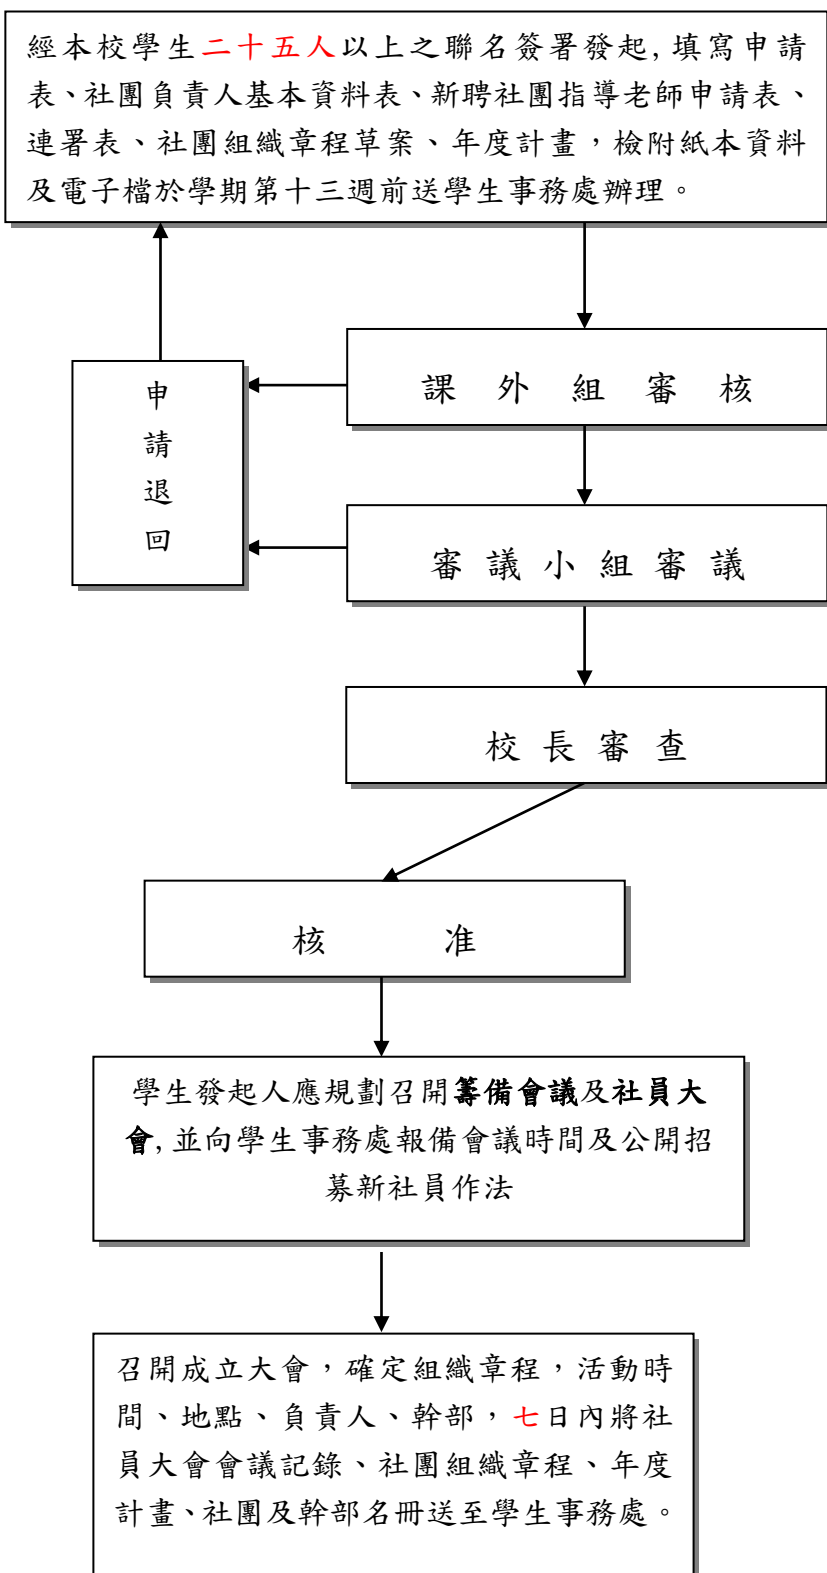 經本校學生二十五人以上之聯名簽署發起,填寫申請
表、社團負責人基本資料表、新聘社團指導老師申請表、
連署表、社團組織章程草案、年度計畫，檢附紙本資料
及電子檔於學期第十三週前送學生事務處辦理。
課外組審核
申
請
退
回
審議小組審議
校長審查
核准
學生發起人應規劃召開籌備會議及社員大
會,並向學生事務處報備會議時間及公開招
募新社員作法
召開成立大會，確定組織章程，活動時
間、地點、負責人、幹部，七日內將社
員大會會議記錄、社團組織章程、年度
計畫、社團及幹部名冊送至學生事務處。